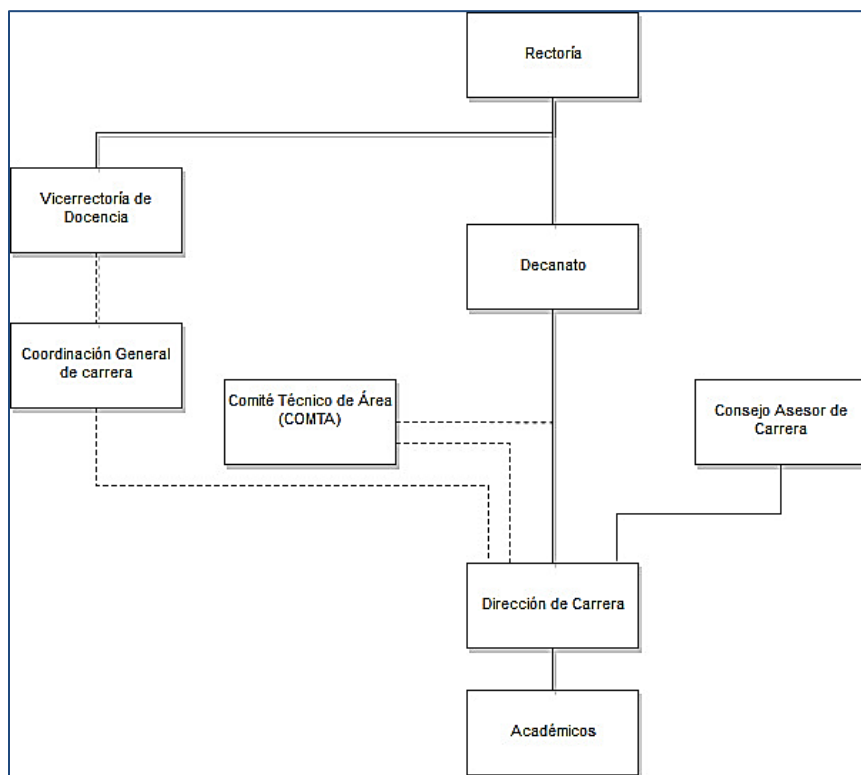 Rectoría
Vicerrectoría de
Docencia
Decanato
Coordinación General
de carrera
Comité Técnico de Área
(COMTA)
Consejo Asesor de
Carrera
Dirección de Carrera
Académicos